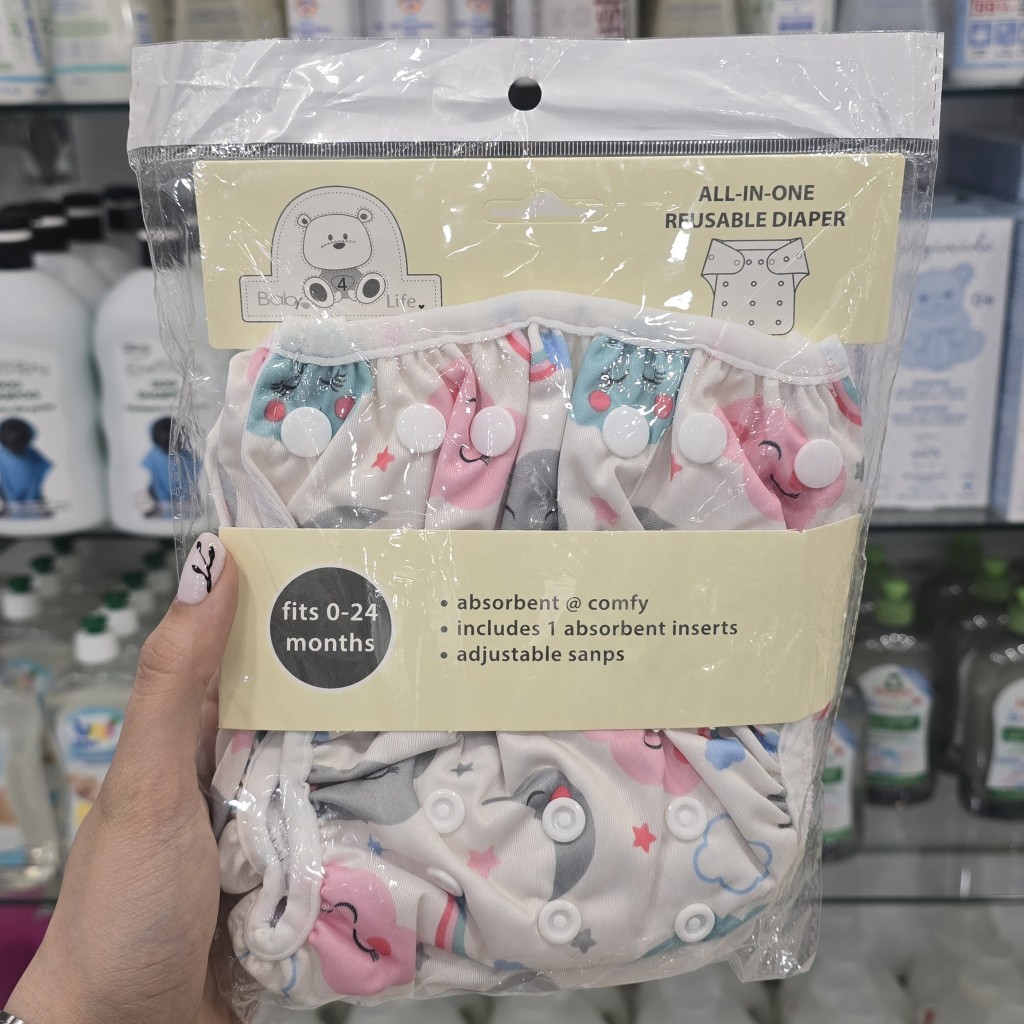 ALL-IN-ONE
REUSABLE DIAPER
Baby 4 Life
fits 0-24
months
• absorbent @ comfy
• includes 1 absorbent inserts
• adjustable sanps